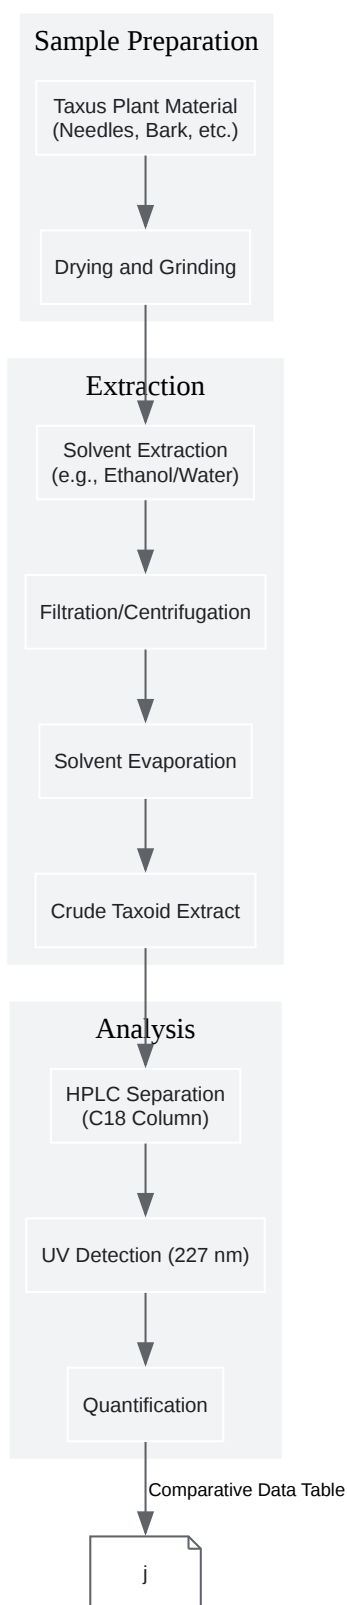 Sample Preparation
Taxus Plant Material
(Needles, Bark, etc.)
Drying and Grinding
Extraction
Solvent Extraction
(e.g., Ethanol/Water)
Filtration/Centrifugation
Solvent Evaporation
Crude Taxoid Extract
Analysis
HPLC Separation
(C18 Column)
UV Detection (227 nm)
Quantification
Comparative Data Table
j